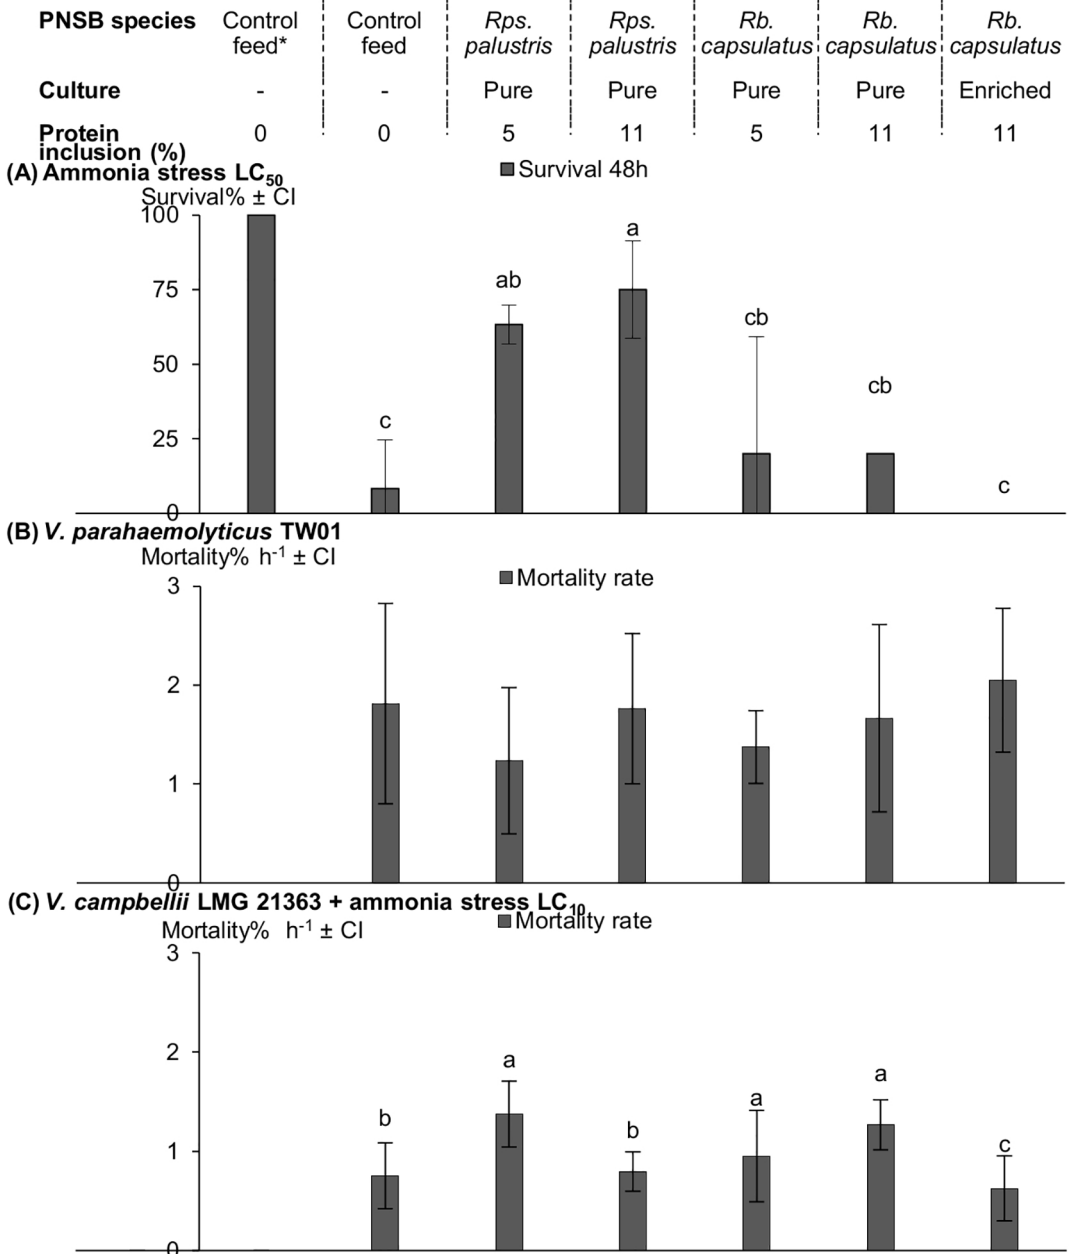 PNSB species Control feed* Control feed Rps. palustris Rps. palustris Rb. capsulatus Rb. capsulatus Rb. capsulatus
Culture - - Pure Pure Pure Pure Enriched
Protein inclusion (%) 0 0 5 11 5 11 11
(A) Ammonia stress LC50
Survival 48h
Survival% ± CI
100
a
ab
75
cb
50
cb
c
25
c
0
(B) V. parahaemolyticus TW01
Mortality% h-1 ± CI
Mortality rate
3
2
1
0
(C) V. campbellii LMG 21363 + ammonia stress LC10
Mortality rate
Mortality% h-1 ± CI
3
2
a
a
a
b
b
c
1
0